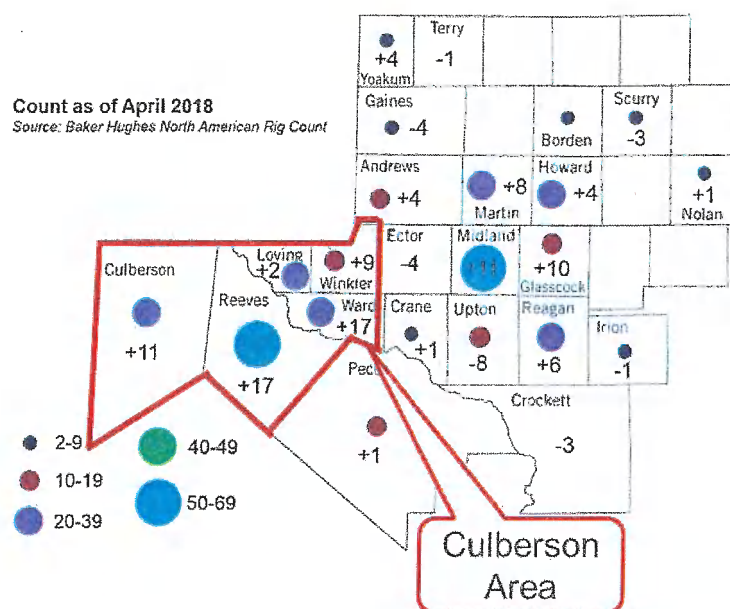 Terry
+4
-1
Yoakum
Count as of April 2018
Source: Baker Hughes North American Rig Count
Gaines
-4
Borden
Scurry
-3
Andrews
+4
+8
Martin
Howard
+4
+1
Nolan
Culberson
+11
Loving
+2
+9
Winkler
Ector
-4
Midland
+11
+10
Glasscock
Reeves
+17
Ward
+17
Crane
+1
Upton
-8
Reagan
+6
Irion
-1
+1
Crockett
-3
2-9
10-19
20-39
40-49
50-69
Culberson
Area